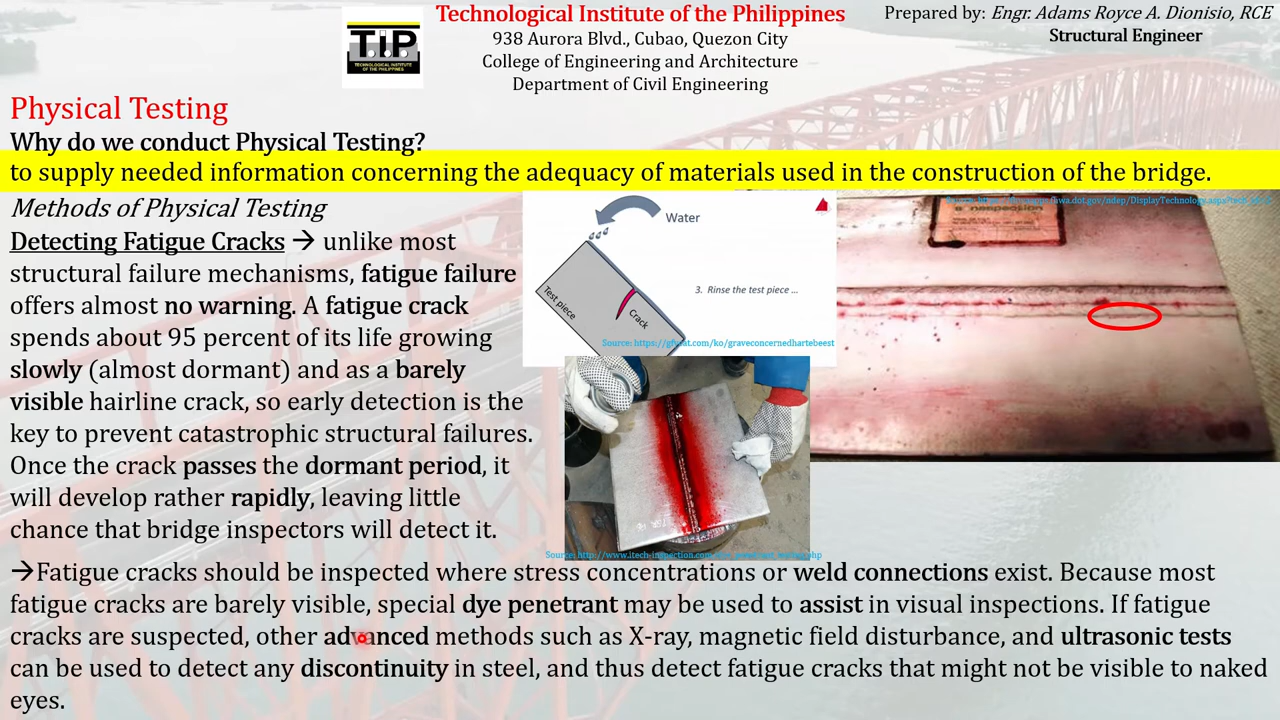 TiP
TECHNOLOGICAL INSTITUTE
OF THE PHILIPPINES
Technological Institute of the Philippines
938 Aurora Blvd., Cubao, Quezon City
College of Engineering and Architecture
Department of Civil Engineering
Prepared by: Engr. Adams Royce A. Dionisio, RCE
Structural Engineer
Physical Testing
Why do we conduct Physical Testing?
to supply needed information concerning the adequacy of materials used in the construction of the bridge.
Methods of Physical Testing
Detecting Fatigue Cracks → unlike most
structural failure mechanisms, fatigue failure
offers almost no warning. A fatigue crack
spends about 95 percent of its life growing
slowly (almost dormant) and as a barely
visible hairline crack, so early detection is the
key to prevent catastrophic structural failures.
Once the crack passes the dormant period, it
will develop rather rapidly, leaving little
chance that bridge inspectors will detect it.
Water
3. Rinse the test piece ...
Test piece
Crack
Source: https://gfycat.com/ko/graveconcernedhartebeest
→Fatigue cracks should be inspected where stress concentrations or weld connections exist. Because most
fatigue cracks are barely visible, special dye penetrant may be used to assist in visual inspections. If fatigue
cracks are suspected, other advanced methods such as X-ray, magnetic field disturbance, and ultrasonic tests
can be used to detect any discontinuity in steel, and thus detect fatigue cracks that might not be visible to naked
eyes.